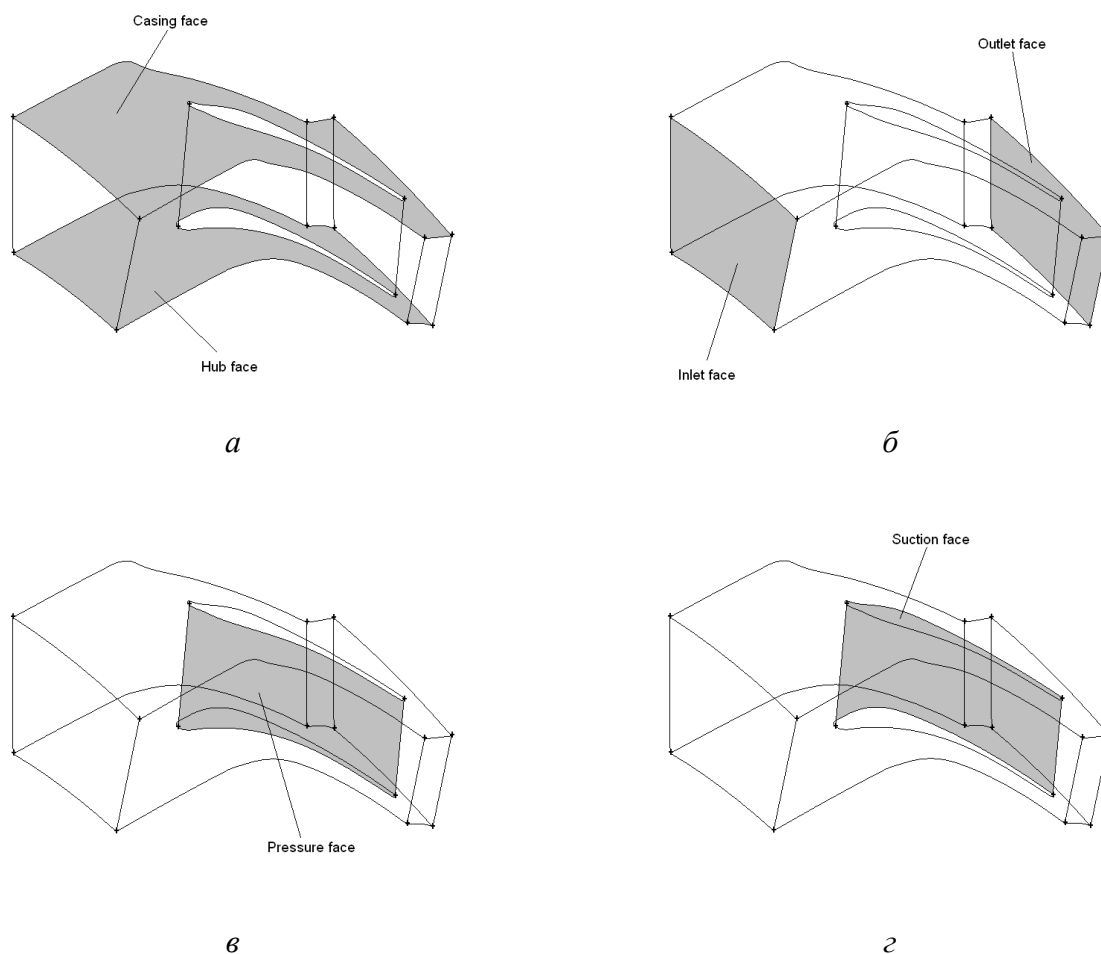 Casing face
Outlet face
Hub face
Inlet face
а
б
Suction face
Pressure face
в
г